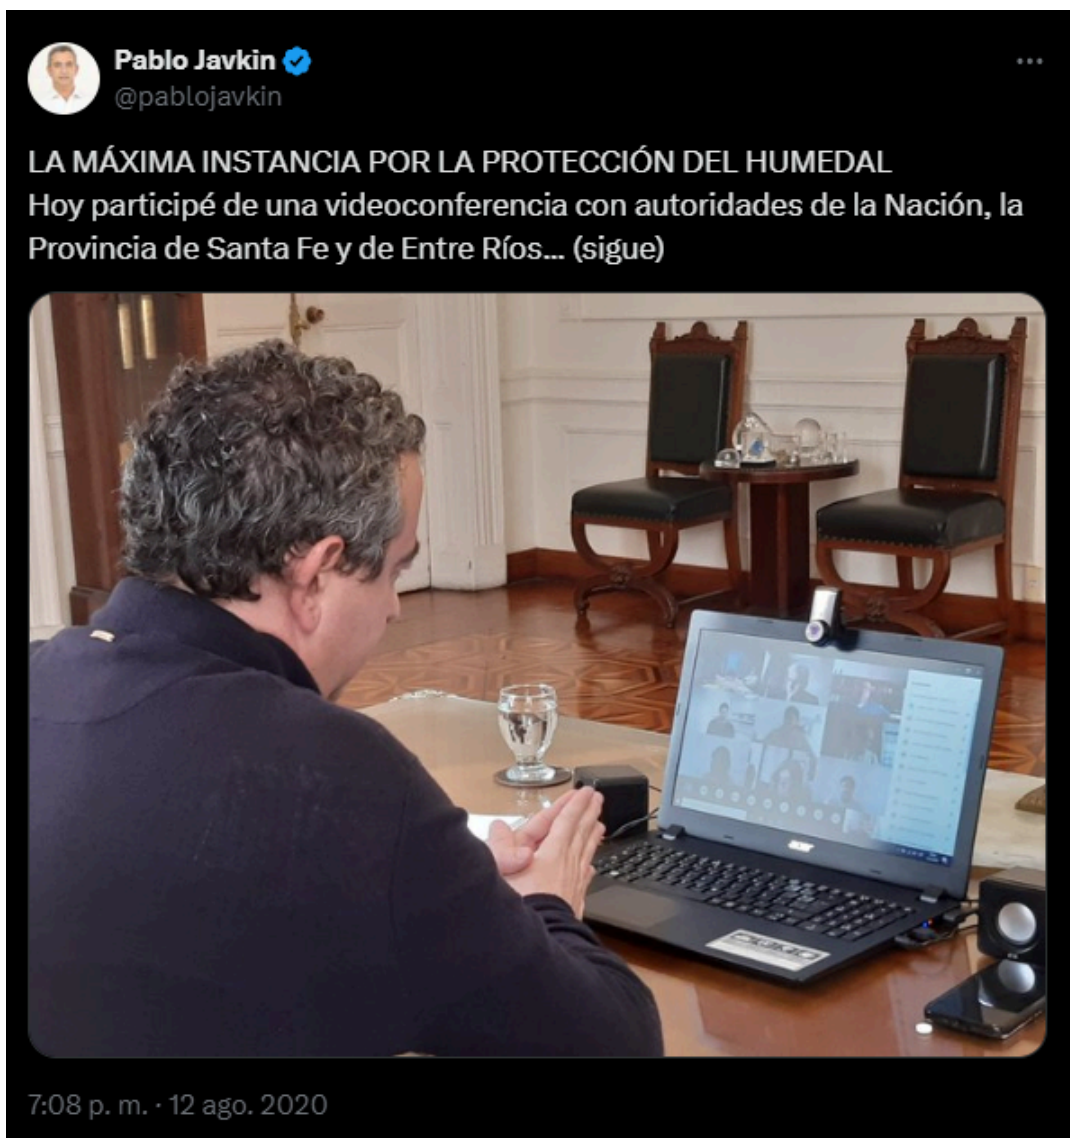 Pablo Javkin
@pablojavkin
LA MÁXIMA INSTANCIA POR LA PROTECCIÓN DEL HUMEDAL
Hoy participé de una videoconferencia con autoridades de la Nación, la
Provincia de Santa Fe y de Entre Ríos... (sigue)
acer
7:08 p. m. · 12 ago. 2020